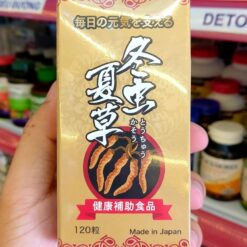 毎日の元気を支える
冬虫
夏草
とうちゅう
かそう
健康補助食品
120粒
Made in Japan
DETO